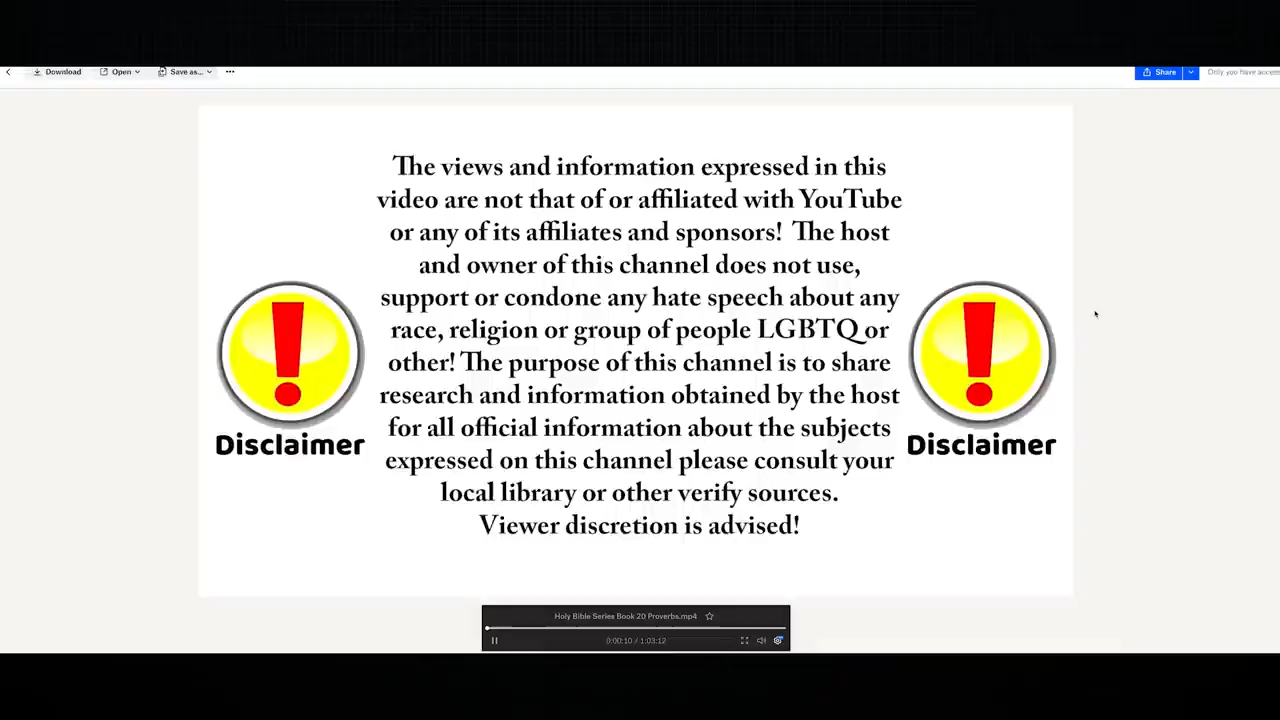 Download Open Save as... Share Only you have access
The views and information expressed in this
video are not that of or affiliated with YouTube
or any of its affiliates and sponsors! The host
and owner of this channel does not use,
support or condone any hate speech about any
race, religion or group of people LGBTQ or
other! The purpose of this channel is to share
research and information obtained by the host
for all official information about the subjects
expressed on this channel please consult your
local library or other verify sources.
Viewer discretion is advised!
Disclaimer
Disclaimer
Holy Bible Series Book 20 Proverbs.mp4
0:00:10 / 1:03:12